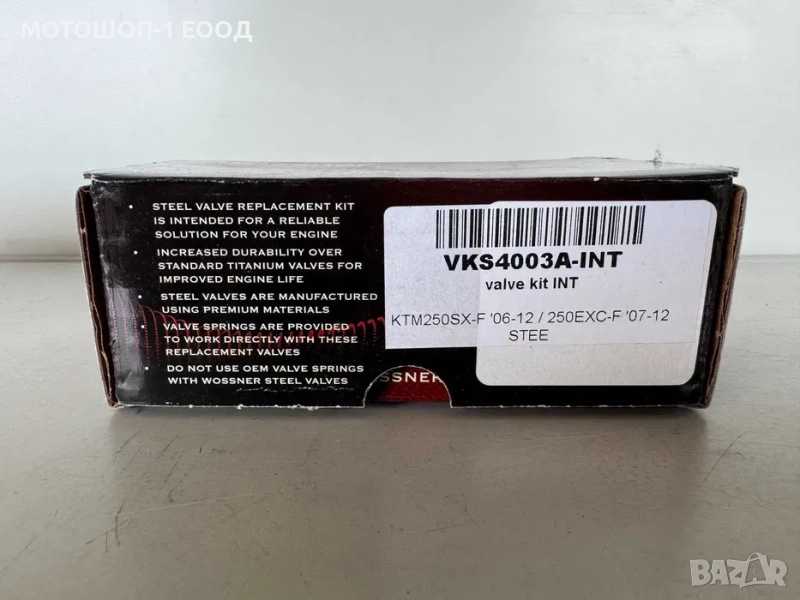 МОТОШОП-1 ЕООД
• STEEL VALVE REPLACEMENT KIT
IS INTENDED FOR A RELIABLE
SOLUTION FOR YOUR ENGINE
• INCREASED DURABILITY OVER
STANDARD TITANIUM VALVES FOR
IMPROVED ENGINE LIFE
• STEEL VALVES ARE MANUFACTURED
USING PREMIUM MATERIALS
• VALVE SPRINGS ARE PROVIDED
TO WORK DIRECTLY WITH THESE
REPLACEMENT VALVES
• DO NOT USE OEM VALVE SPRINGS
WITH WOSSNER STEEL VALVES
VKS4003A-INT
valve kit INT
KTM250SX-F '06-12 / 250EXC-F '07-12
STEE
OSSNER
BAZAR